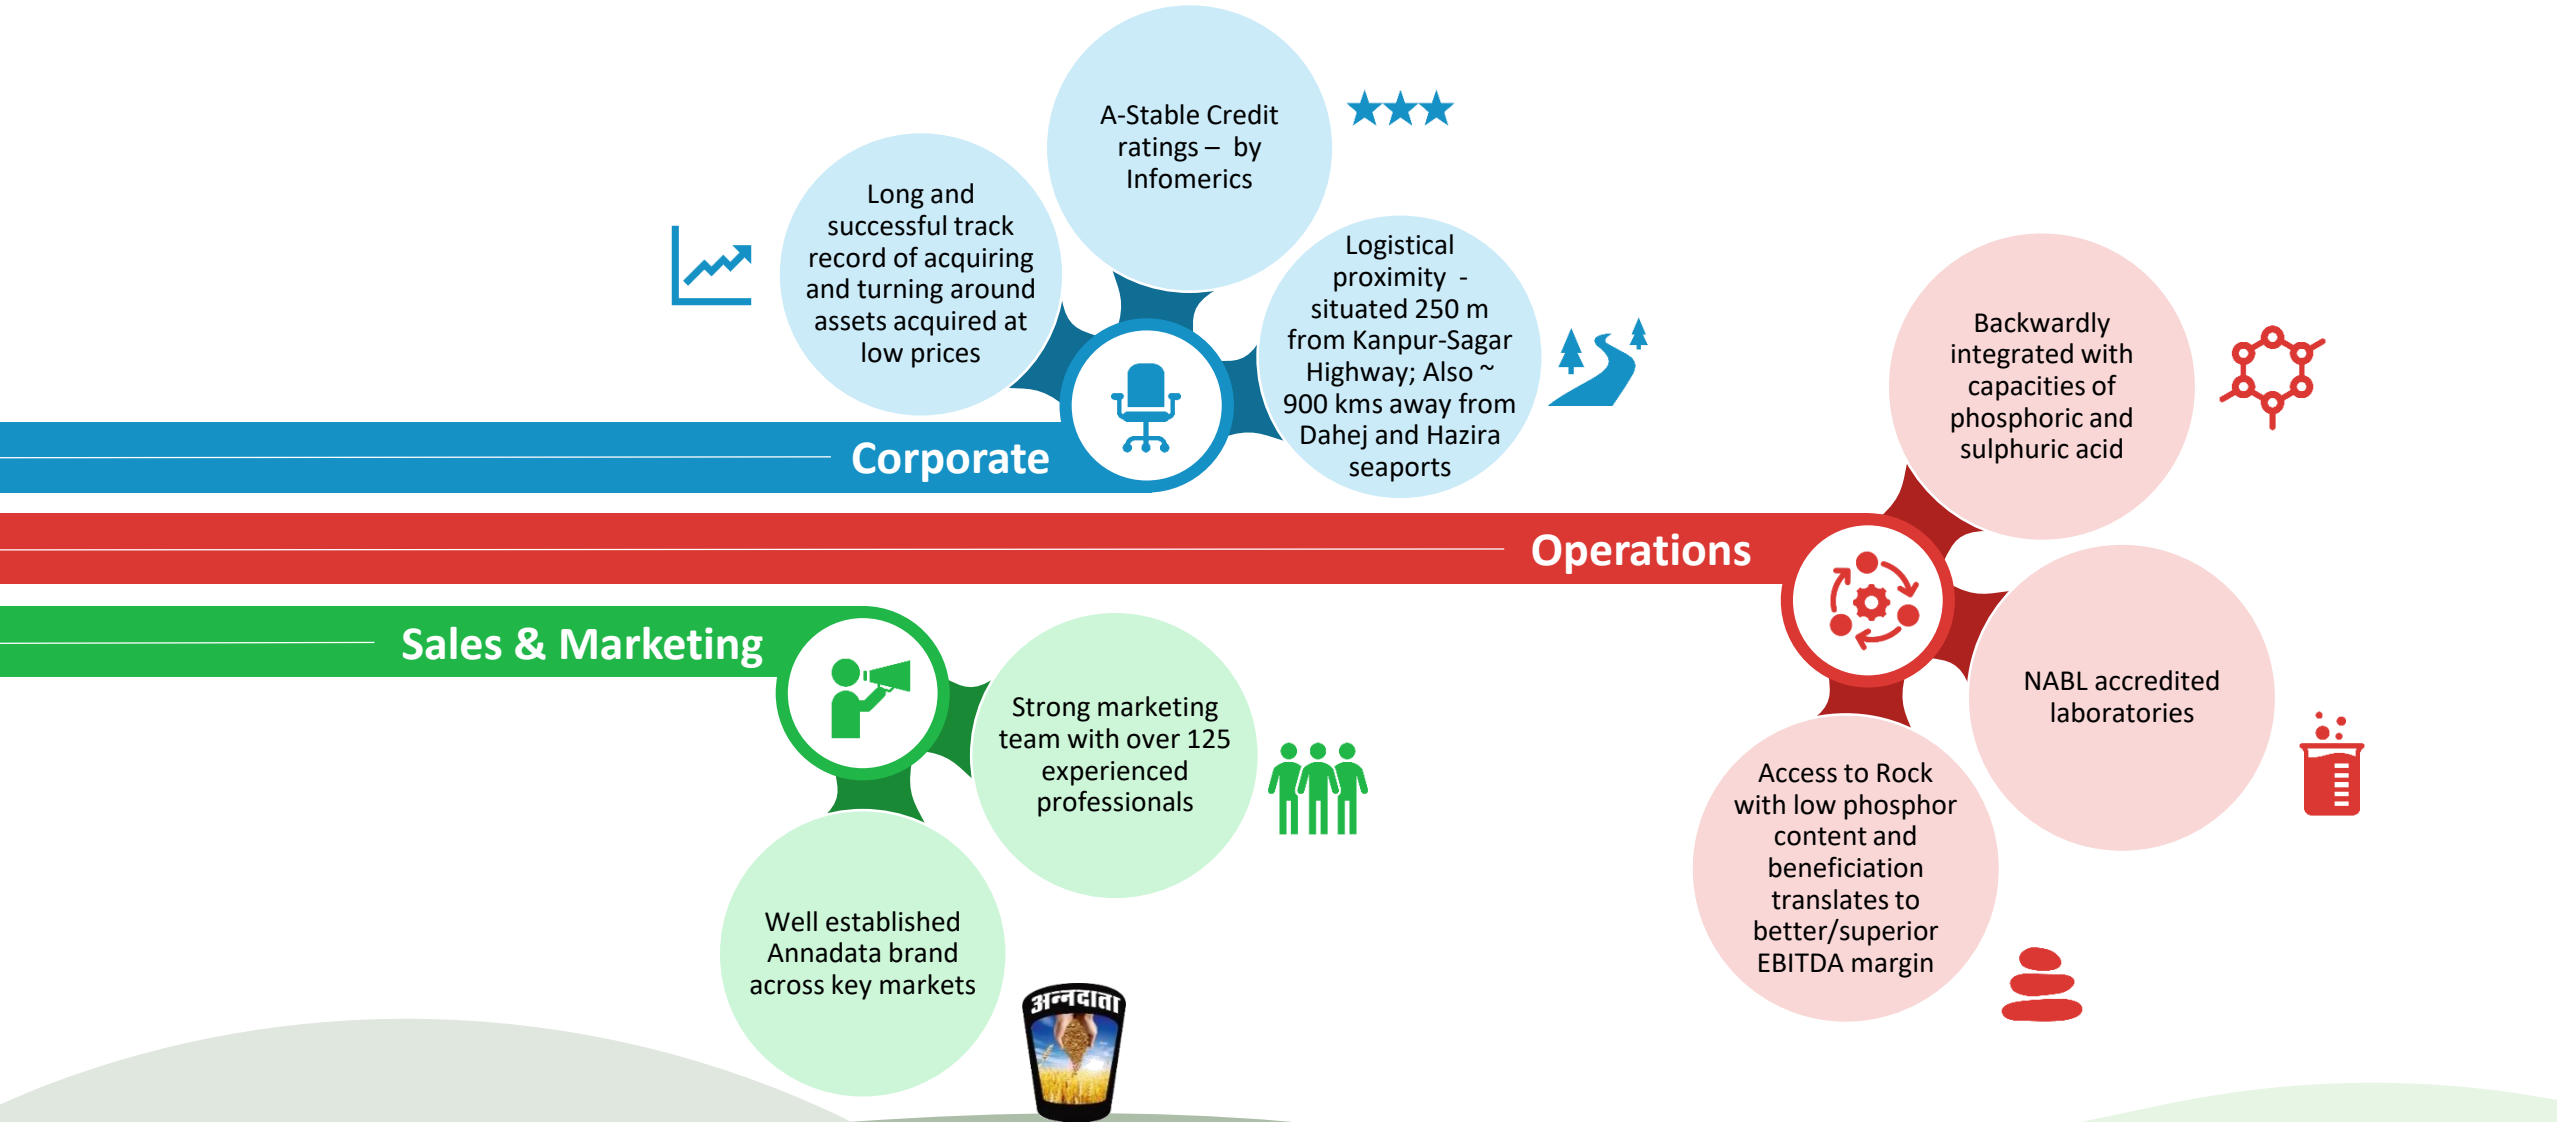 A-Stable Credit
ratings –  by
Infomerics
Long and
successful track
record of acquiring
and turning around
assets acquired at
low prices
Logistical
proximity  -
situated 250 m
from Kanpur-Sagar
Highway; Also ~
900 kms away from
Dahej and Hazira
seaports
Corporate
Backwardly
integrated with
capacities of
phosphoric and
sulphuric acid
Operations
NABL accredited
laboratories
Access to Rock
with low phosphor
content and
beneficiation
translates to
better/superior
EBITDA margin
Sales & Marketing
Strong marketing
team with over 125
experienced
professionals
Well established
Annadata brand
across key markets
अन्नदाता